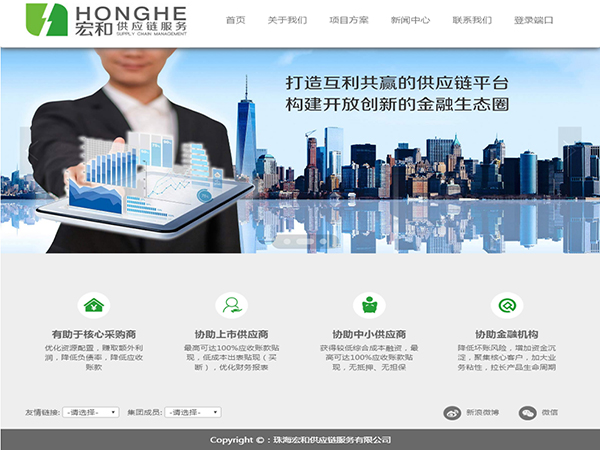 HONGHE
宏和供应链服务
SUPPLY CHAIN MANAGEMENT
首页 关于我们 项目方案 新闻中心 联系我们 登录端口
打造互利共赢的供应链平台
构建开放创新的金融生态圈
有助于核心采购商
优化资源配置，赚取额外利
润，降低负债率，降低应收
账款
协助上市供应商
最高可达100%应收账款贴
现，低成本出表贴现（买
断），优化财务报表
协助中小供应商
获得较低综合成本融资，最
高可达100%应收账款贴
现，无抵押、无担保
协助金融机构
降低坏账风险，增加资金沉
淀，聚集核心客户，加大业
务粘性，拉长产品生命周期
友情链接: -请选择- 集团成员: -请选择- 新浪微博 微信
Copyright ©：珠海宏和供应链服务有限公司